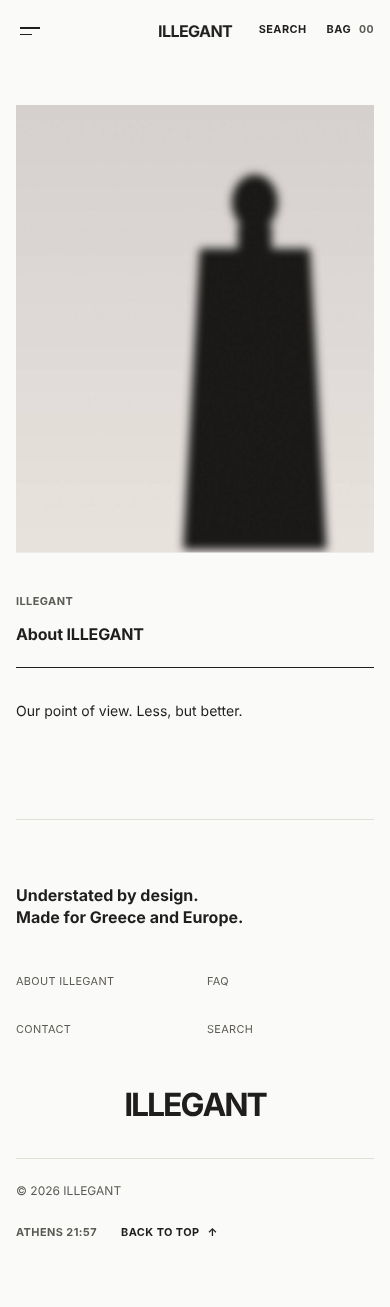 ILLEGANT
SEARCH
BAG 00
ILLEGANT
About ILLEGANT
Our point of view. Less, but better.
Understated by design.
Made for Greece and Europe.
ABOUT ILLEGANT
FAQ
CONTACT
SEARCH
ILLEGANT
© 2026 ILLEGANT
ATHENS 21:57
BACK TO TOP ↑